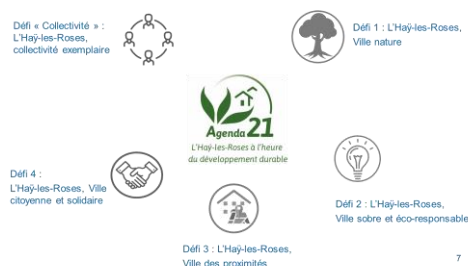 Défi « Collectivité » :
L'Haÿ-les-Roses,
collectivité exemplaire
Défi 1 : L'Haÿ-les-Roses,
Ville nature
Agenda 21
L'Haÿ-les-Roses à l'heure
du développement durable
Défi 4 :
L'Haÿ-les-Roses, Ville
citoyenne et solidaire
Défi 2 : L'Haÿ-les-Roses,
Ville sobre et éco-responsable
Défi 3 : L'Haÿ-les-Roses,
Ville des proximités
7